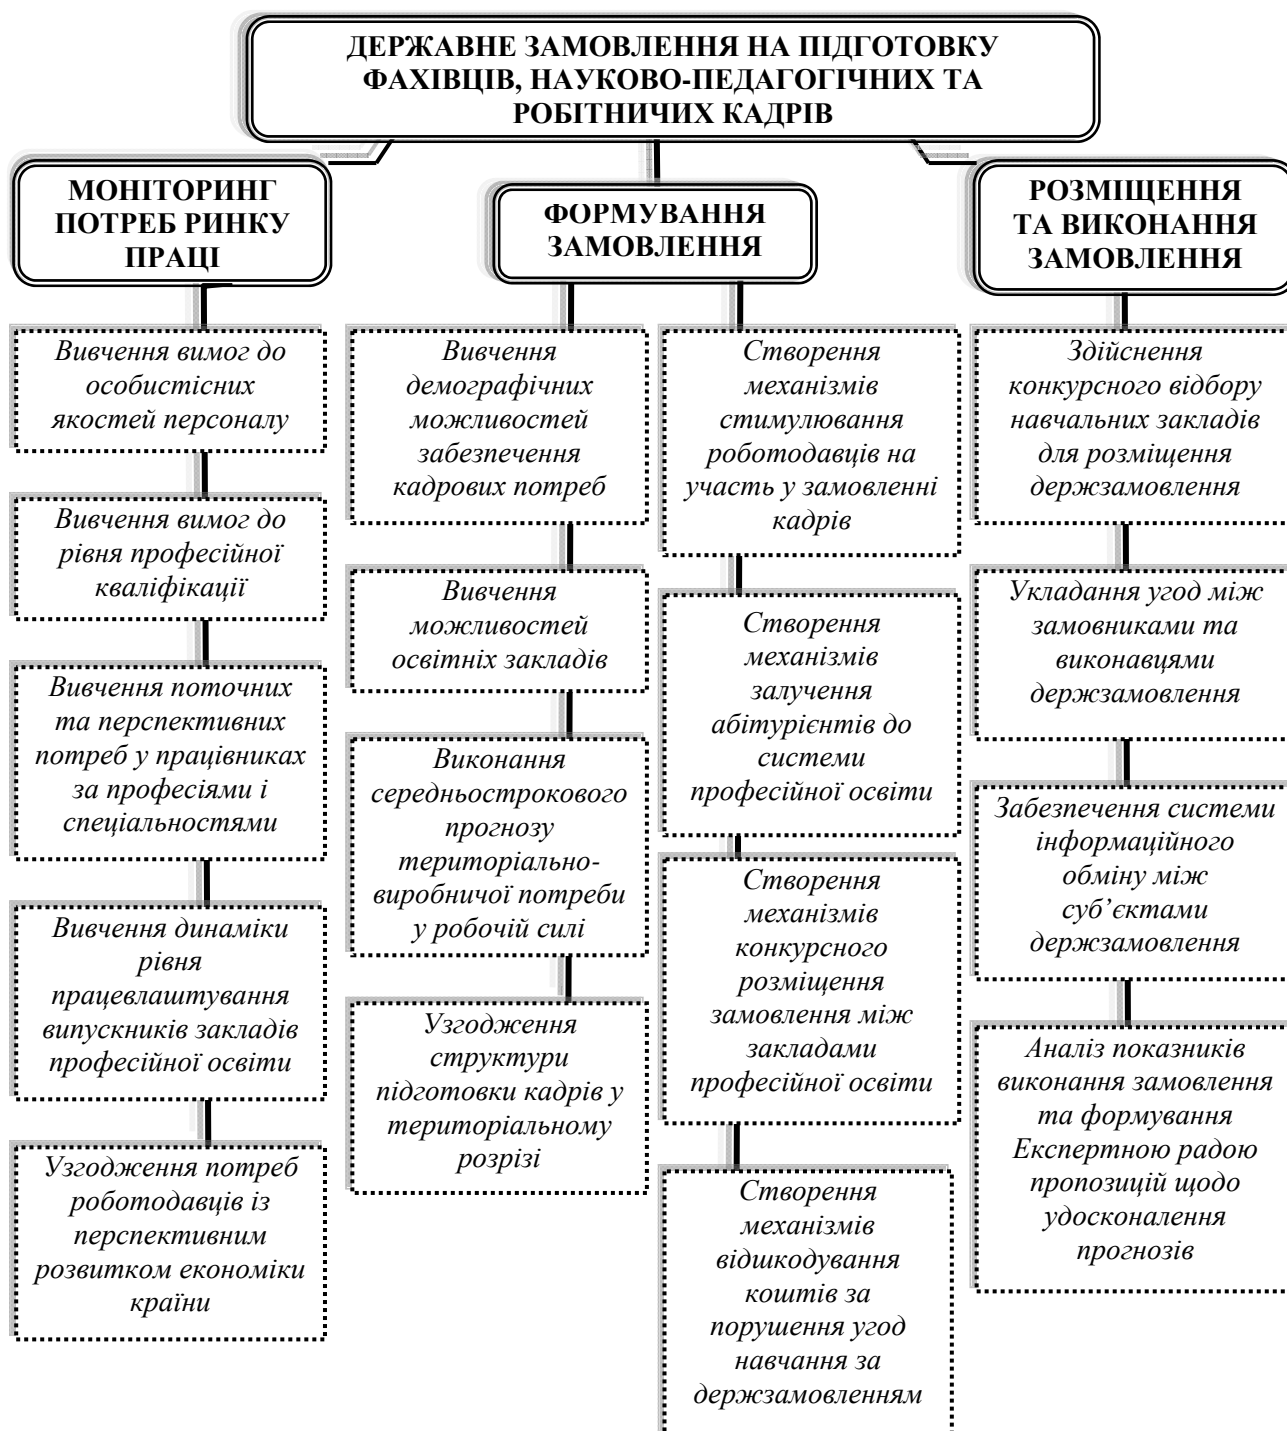 ДЕРЖАВНЕ ЗАМОВЛЕННЯ НА ПІДГОТОВКУ
ФАХІВЦІВ, НАУКОВО-ПЕДАГОГІЧНИХ ТА
РОБІТНИЧИХ КАДРІВ
МОНІТОРИНГ
ПОТРЕБ РИНКУ
ПРАЦІ
ФОРМУВАННЯ
ЗАМОВЛЕННЯ
РОЗМІЩЕННЯ
ТА ВИКОНАННЯ
ЗАМОВЛЕННЯ
Вивчення вимог до
особистісних
якостей персоналу
Вивчення вимог до
рівня професійної
кваліфікації
Вивчення поточних
та перспективних
потреб у працівниках
за професіями і
спеціальностями
Вивчення динаміки
рівня
працевлаштування
випускників закладів
професійної освіти
Узгодження потреб
роботодавців із
перспективним
розвитком економіки
країни
Вивчення
демографічних
можливостей
забезпечення
кадрових потреб
Вивчення
можливостей
освітніх закладів
Виконання
середньострокового
прогнозу
територіально-
виробничої потреби
у робочій силі
Узгодження
структури
підготовки кадрів у
територіальному
розрізі
Створення
механізмів
стимулювання
роботодавців на
участь у замовленні
кадрів
Створення
механізмів
залучення
абітурієнтів до
системи
професійної освіти
Створення
механізмів
конкурсного
розміщення
замовлення між
закладами
професійної освіти
Створення
механізмів
відшкодування
коштів за
порушення угод
навчання за
держзамовленням
Здійснення
конкурсного відбору
навчальних закладів
для розміщення
держзамовлення
Укладання угод між
замовниками та
виконавцями
держзамовлення
Забезпечення системи
інформаційного
обміну між
суб’єктами
держзамовлення
Аналіз показників
виконання замовлення
та формування
Експертною радою
пропозицій щодо
удосконалення
прогнозів